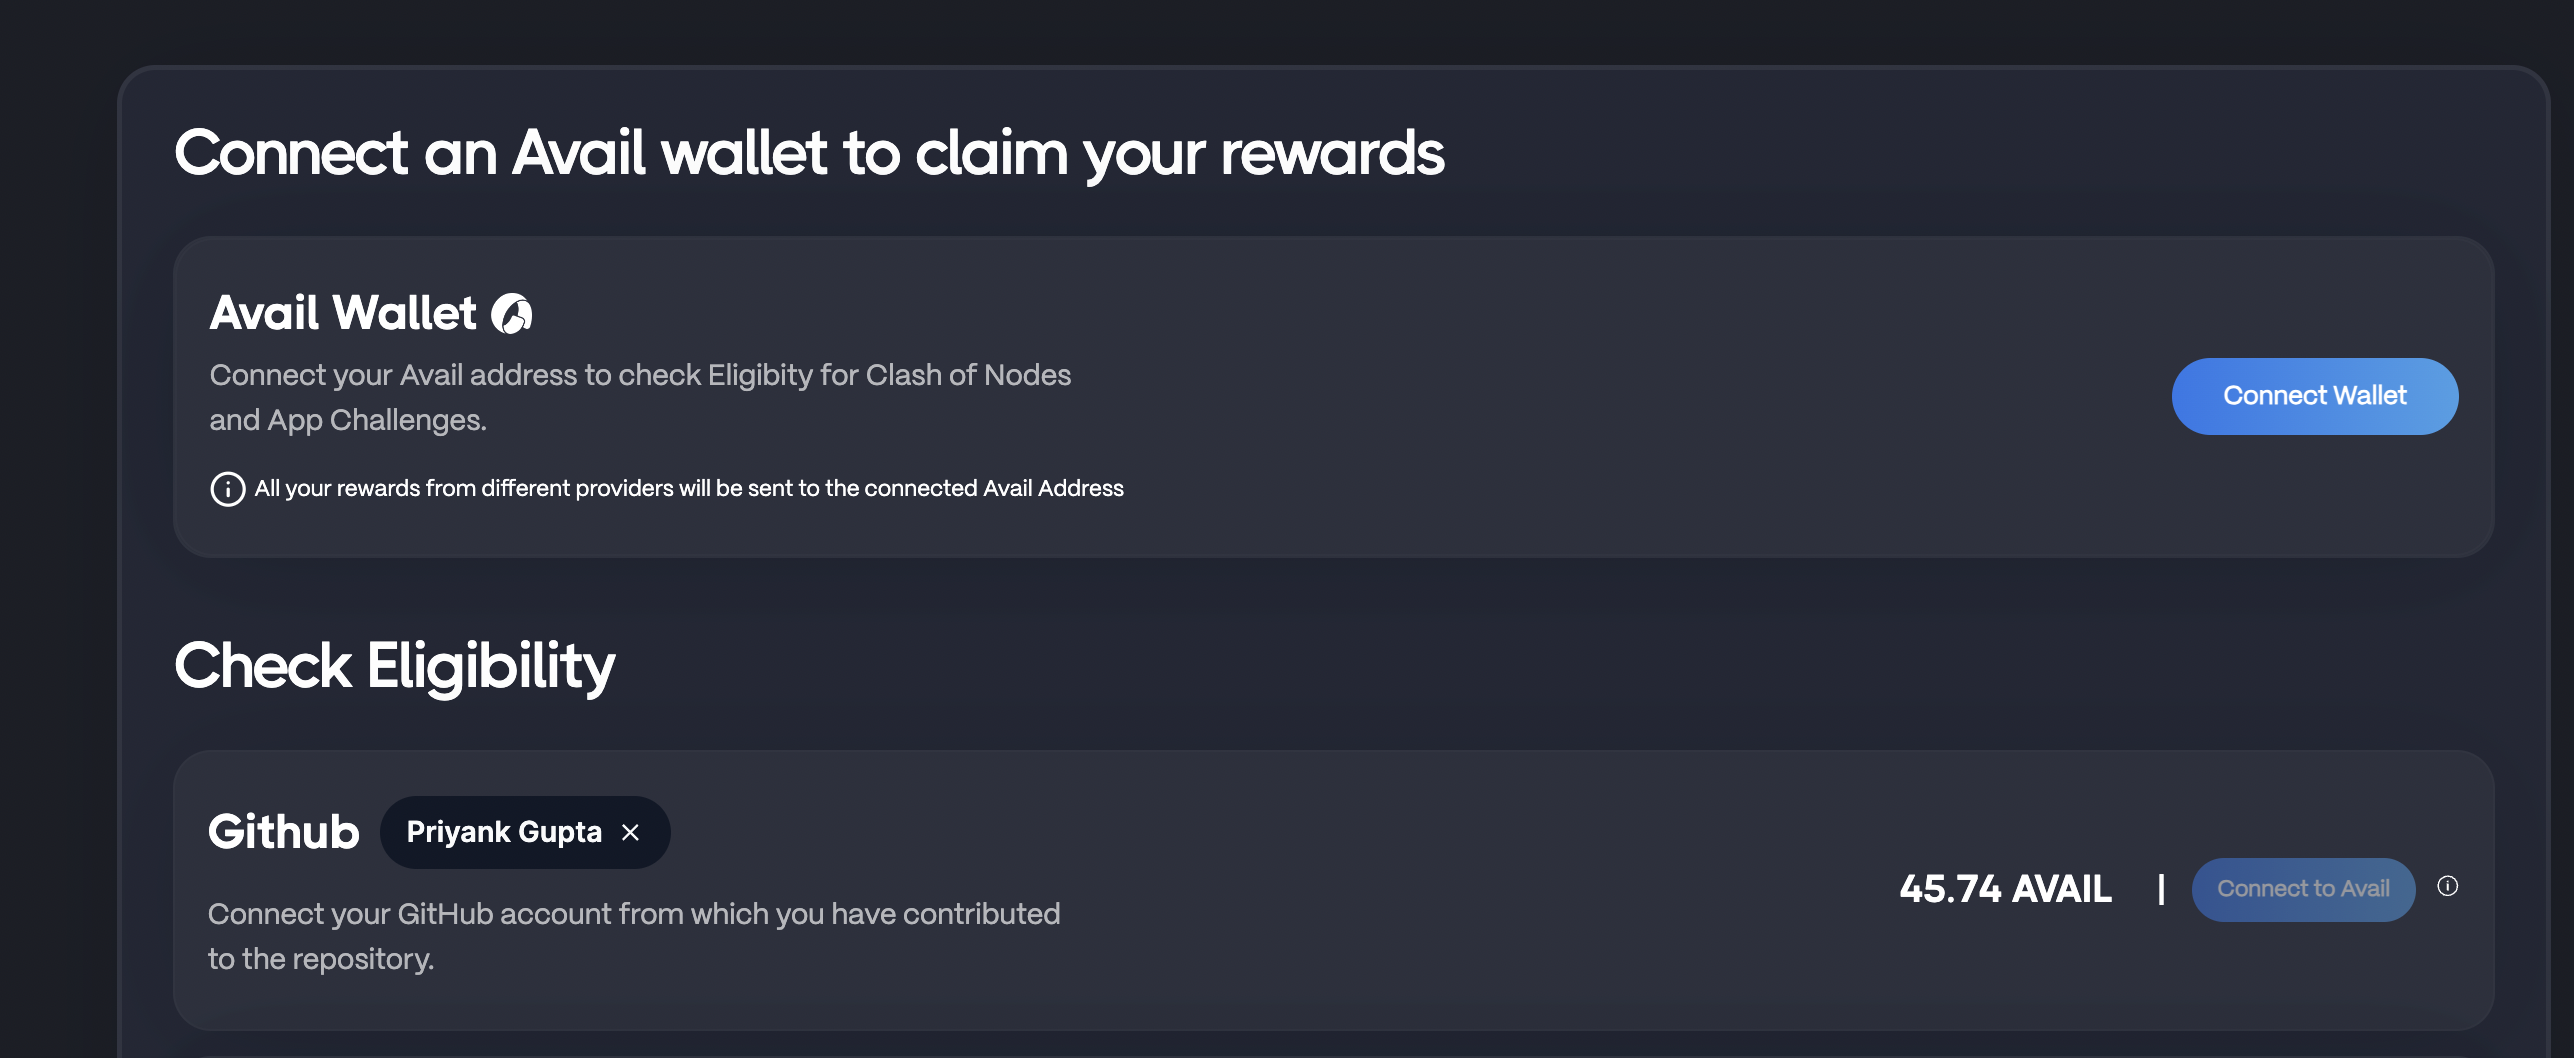 Connect an Avail wallet to claim your rewards
Avail Wallet
Connect your Avail address to check Eligibity for Clash of Nodes
and App Challenges.
Connect Wallet
All your rewards from different providers will be sent to the connected Avail Address
Check Eligibility
Github
Priyank Gupta ×
Connect your GitHub account from which you have contributed
to the repository.
45.74 AVAIL | Connect to Avail